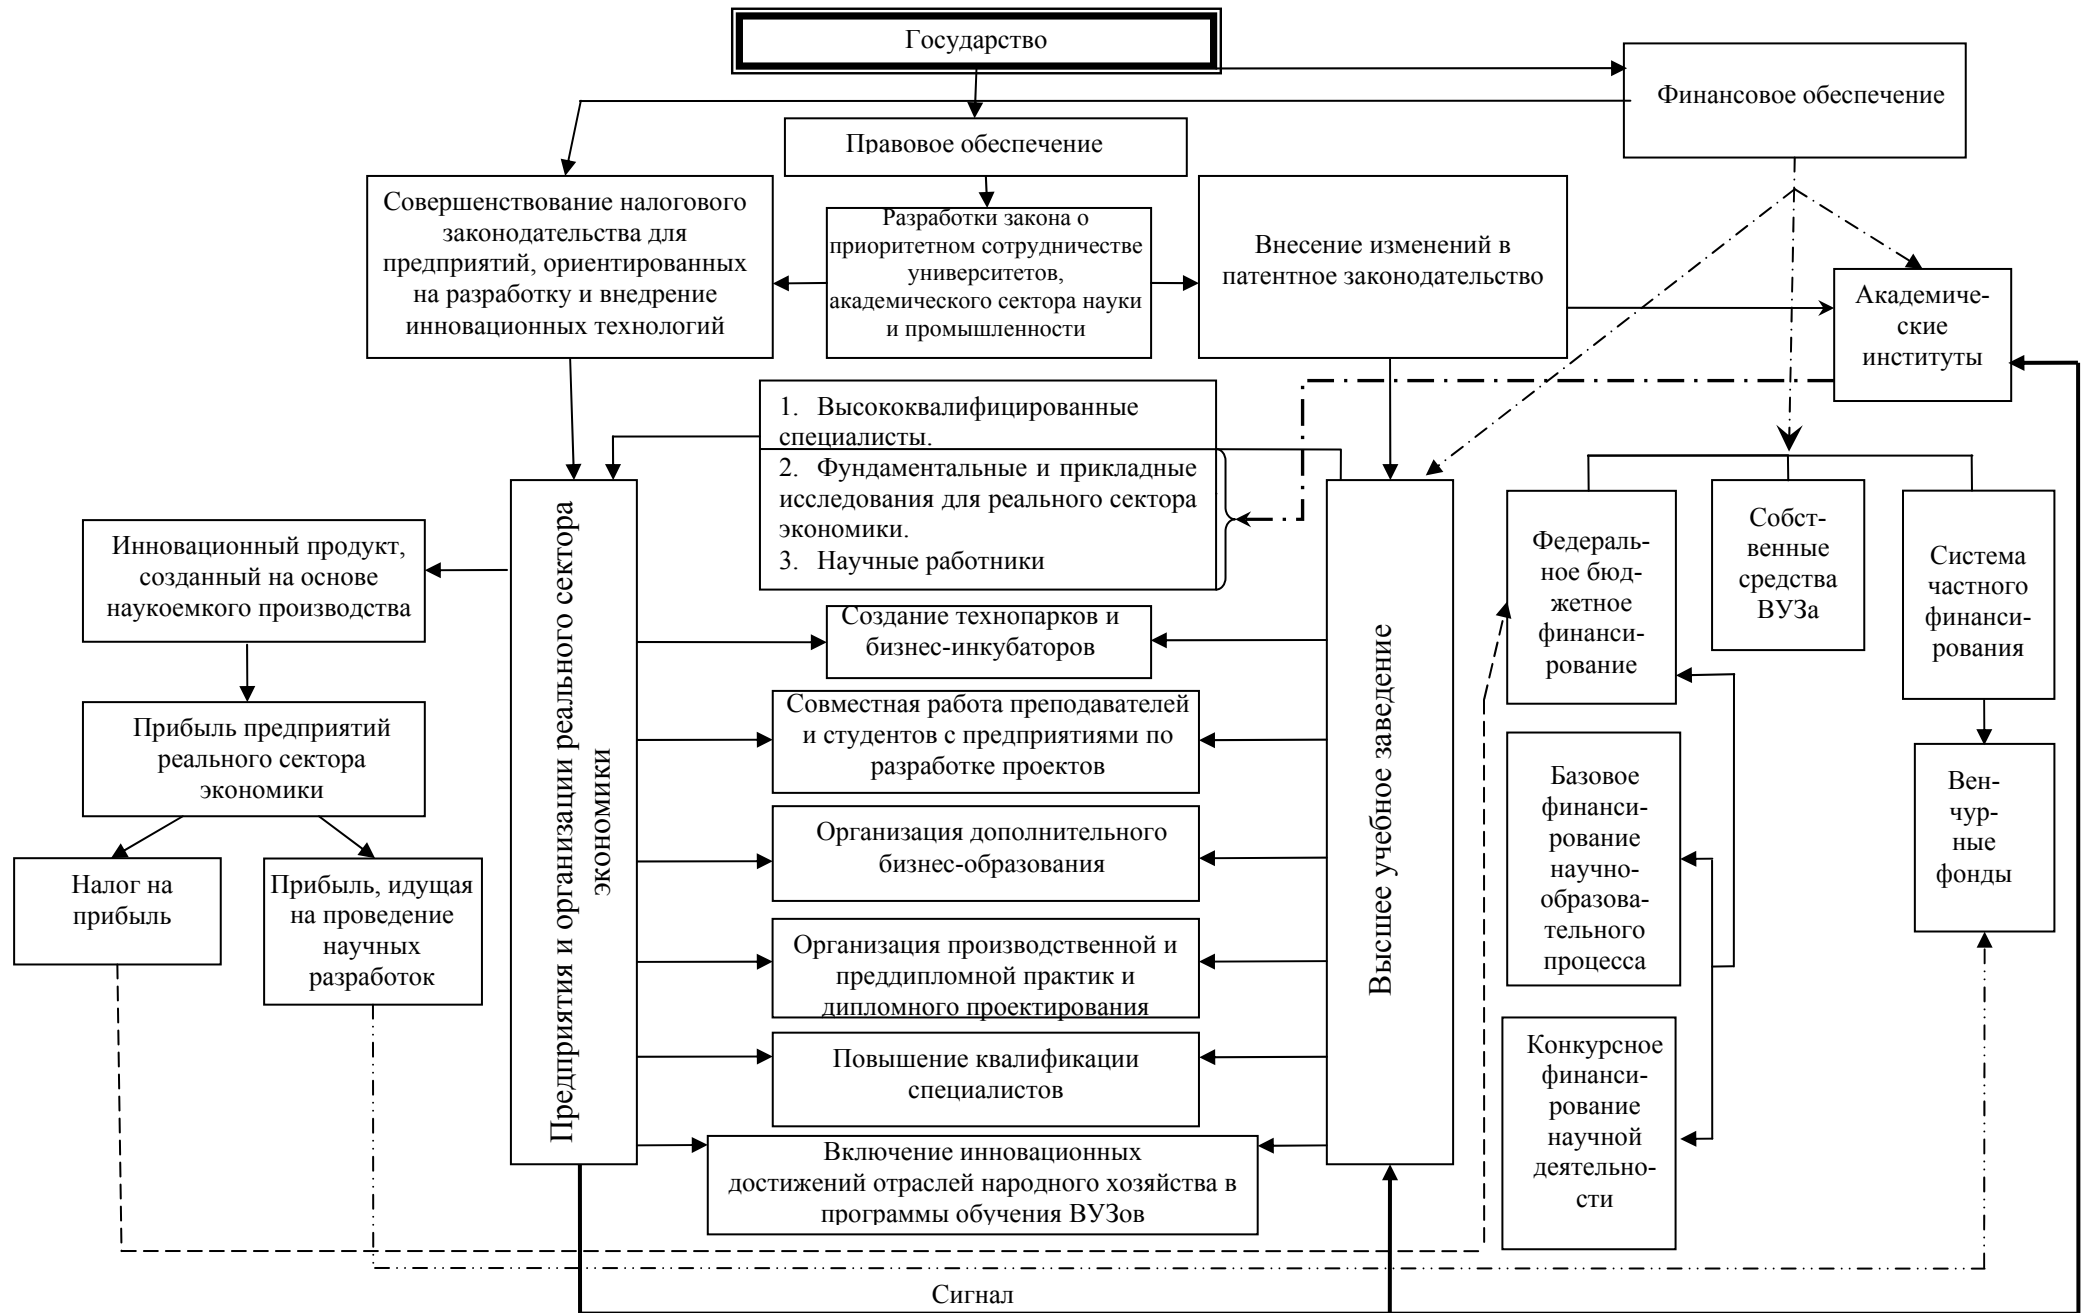 Государство
Финансовое обеспечение
Правовое обеспечение
Совершенствование налогового
законодательства для
предприятий, ориентированных
на разработку и внедрение
инновационных технологий
Разработки закона о
приоритетном сотрудничестве
университетов,
академического сектора науки
и промышленности
Внесение изменений в
патентное законодательство
Академиче-
ские
институты
1. Высококвалифицированные
специалисты.
2. Фундаментальные и прикладные
исследования для реального сектора
экономики.
3. Научные работники
Предприятия и организации реального сектора
экономики
Высшее учебное заведение
Инновационный продукт,
созданный на основе
наукоемкого производства
Прибыль предприятий
реального сектора
экономики
Налог на
прибыль
Прибыль, идущая
на проведение
научных
разработок
Создание технопарков и
бизнес-инкубаторов
Совместная работа преподавателей
и студентов с предприятиями по
разработке проектов
Организация дополнительного
бизнес-образования
Организация производственной и
преддипломной практик и
дипломного проектирования
Повышение квалификации
специалистов
Включение инновационных
достижений отраслей народного хозяйства в
программы обучения ВУЗов
Федераль-
ное бюд-
жетное
финанси-
рование
Собст-
венные
средства
ВУЗа
Система
частного
финанси-
рования
Базовое
финанси-
рование
научно-
образова-
тельного
процесса
Вен-
чур-
ные
фонды
Конкурсное
финанси-
рование
научной
деятельно-
сти
Сигнал